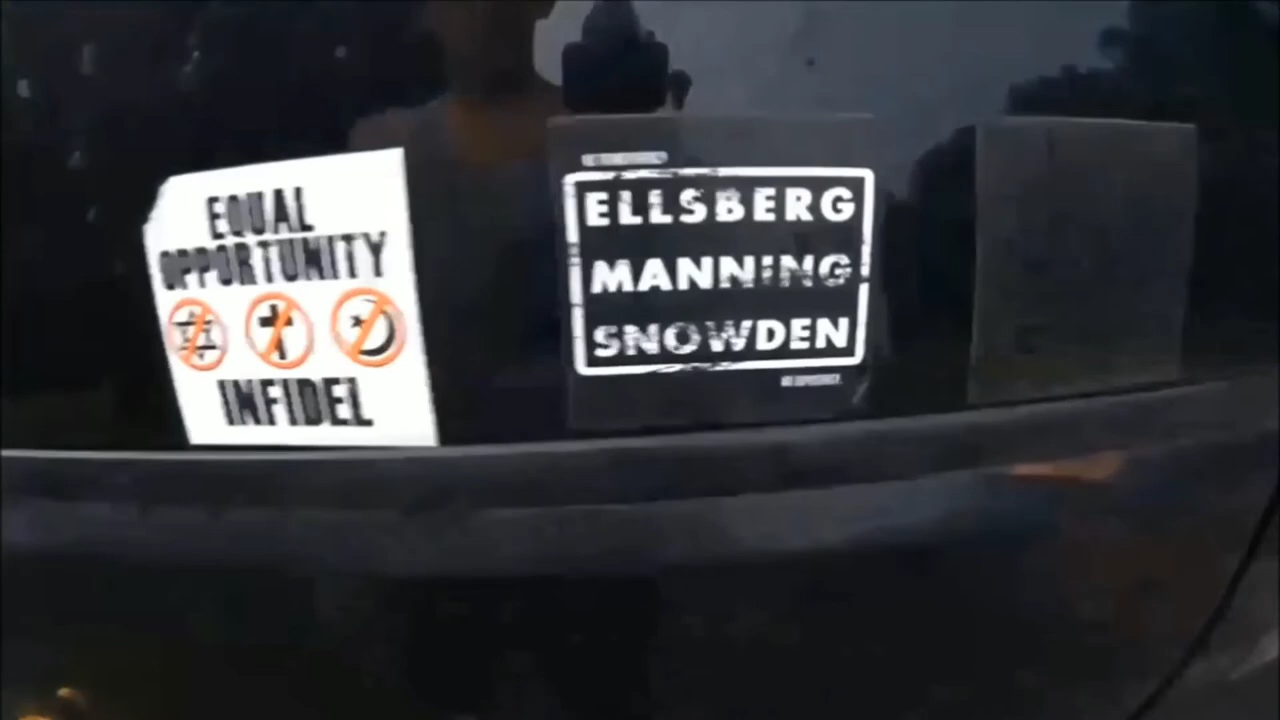 EQUAL
OPPORTUNITY
INFIDEL
ELLSBERG
MANNING
SNOWDEN